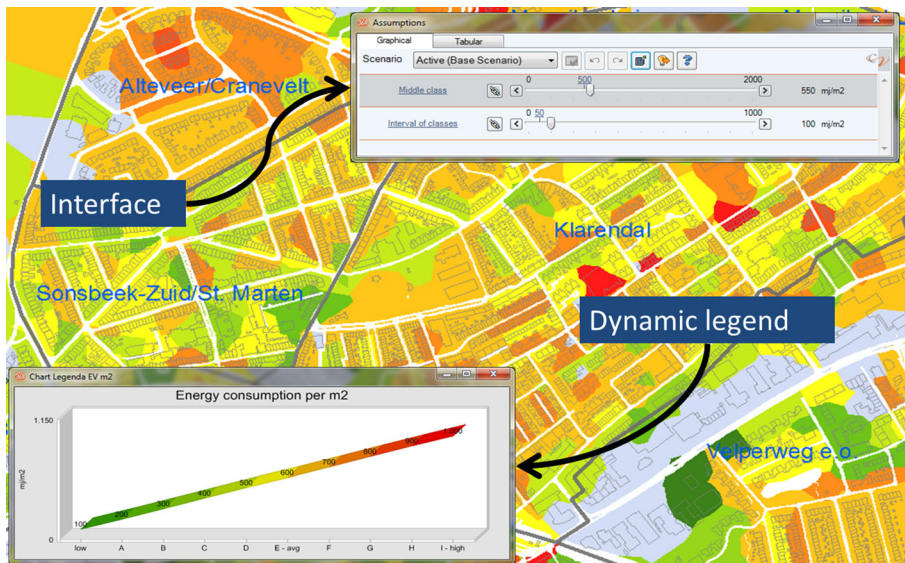 Assumptions
Graphical Tabular
Scenario Active (Base Scenario)
0 500 2000
Middle class 550 mj/m2
0 50 1000
Interval of classes 100 mj/m2
Alteveer/Cranevelt
Interface
Klarendal
Sonsbeek-Zuid/St. Marten
Dynamic legend
Velperweg e.o.
Chart Legenda EV m2
Energy consumption per m2
1.150
mj/m2
0
100 200 300 400 500 600 700 800 900 1.000
low A B C D E - avg F G H I - high